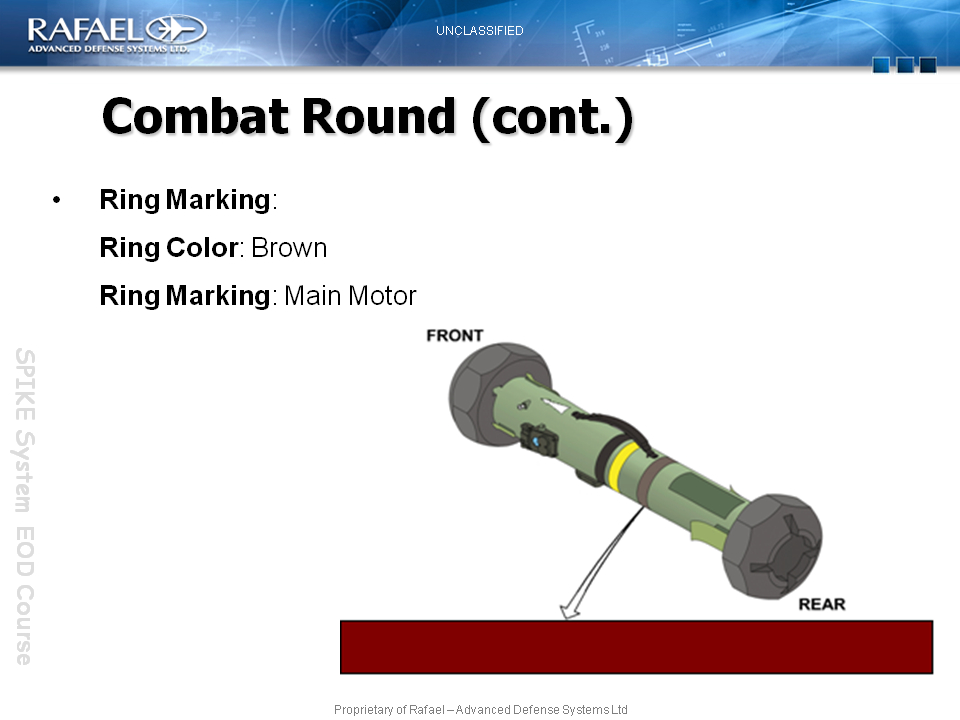 RAFAEL
ADVANCED DEFENSE SYSTEMS LTD.
UNCLASSIFIED
Combat Round (cont.)
• Ring Marking:
Ring Color: Brown
Ring Marking: Main Motor
FRONT
REAR
SPIKE System EOD Course
Proprietary of Rafael – Advanced Defense Systems Ltd